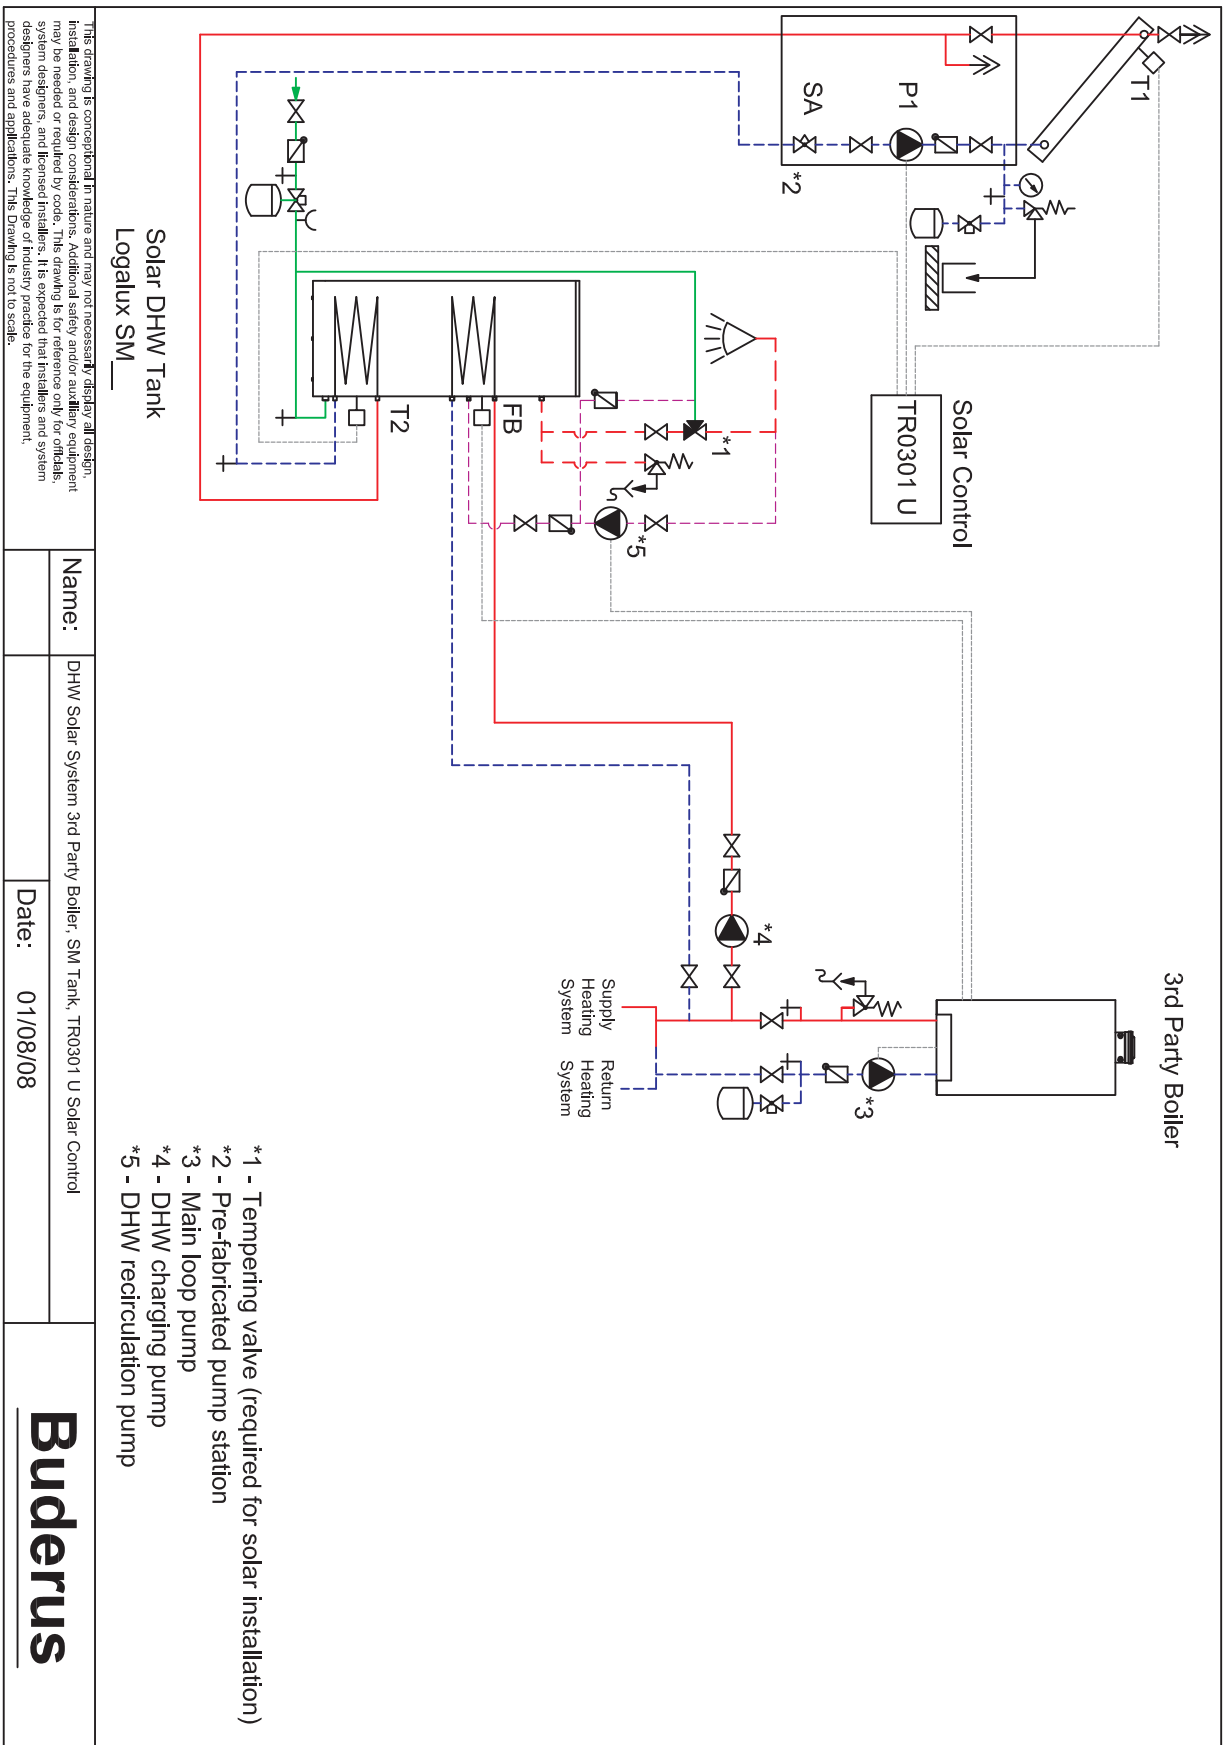 3rd Party Boiler
T1
P1
SA
*2
Solar Control
TR0301 U
*1
FB
T2
*5
*4
*3
Supply
Heating
System
Return
Heating
System
Solar DHW Tank
Logalux SM__
*1 - Tempering valve (required for solar installation)
*2 - Pre-fabricated pump station
*3 - Main loop pump
*4 - DHW charging pump
*5 - DHW recirculation pump
This drawing is conceptional in nature and may not necessarily display all design,
installation, and design considerations. Additional safety and/or auxilliary equipment
may be needed or required by code. This drawing is for reference only for officials,
system designers, and licensed installers. It is expected that installers and system
designers have adequate knowledge of industry practice for the equipment,
procedures and applications. This Drawing is not to scale.
Name:
DHW Solar System 3rd Party Boiler, SM Tank, TR0301 U Solar Control
Date: 01/08/08
Buderus